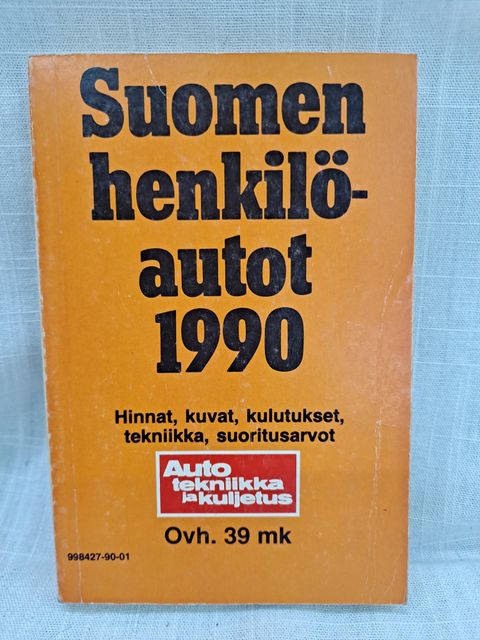 Suomen
henkilö-
autot
1990
Hinnat, kuvat, kulutukset,
tekniikka, suoritusarvot
Auto
tekniikka
ja kuljetus
Ovh. 39 mk
998427-90-01